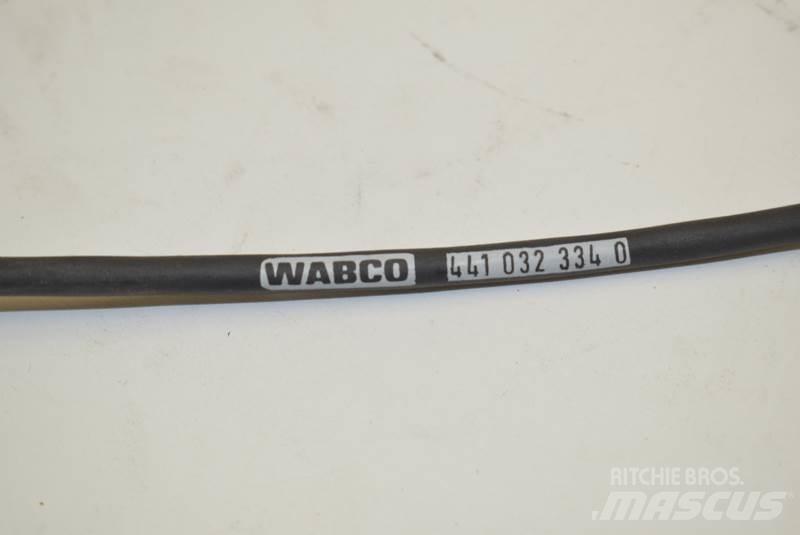 WABCO 441 032 334 0
RITCHIE BROS.
MASCUS